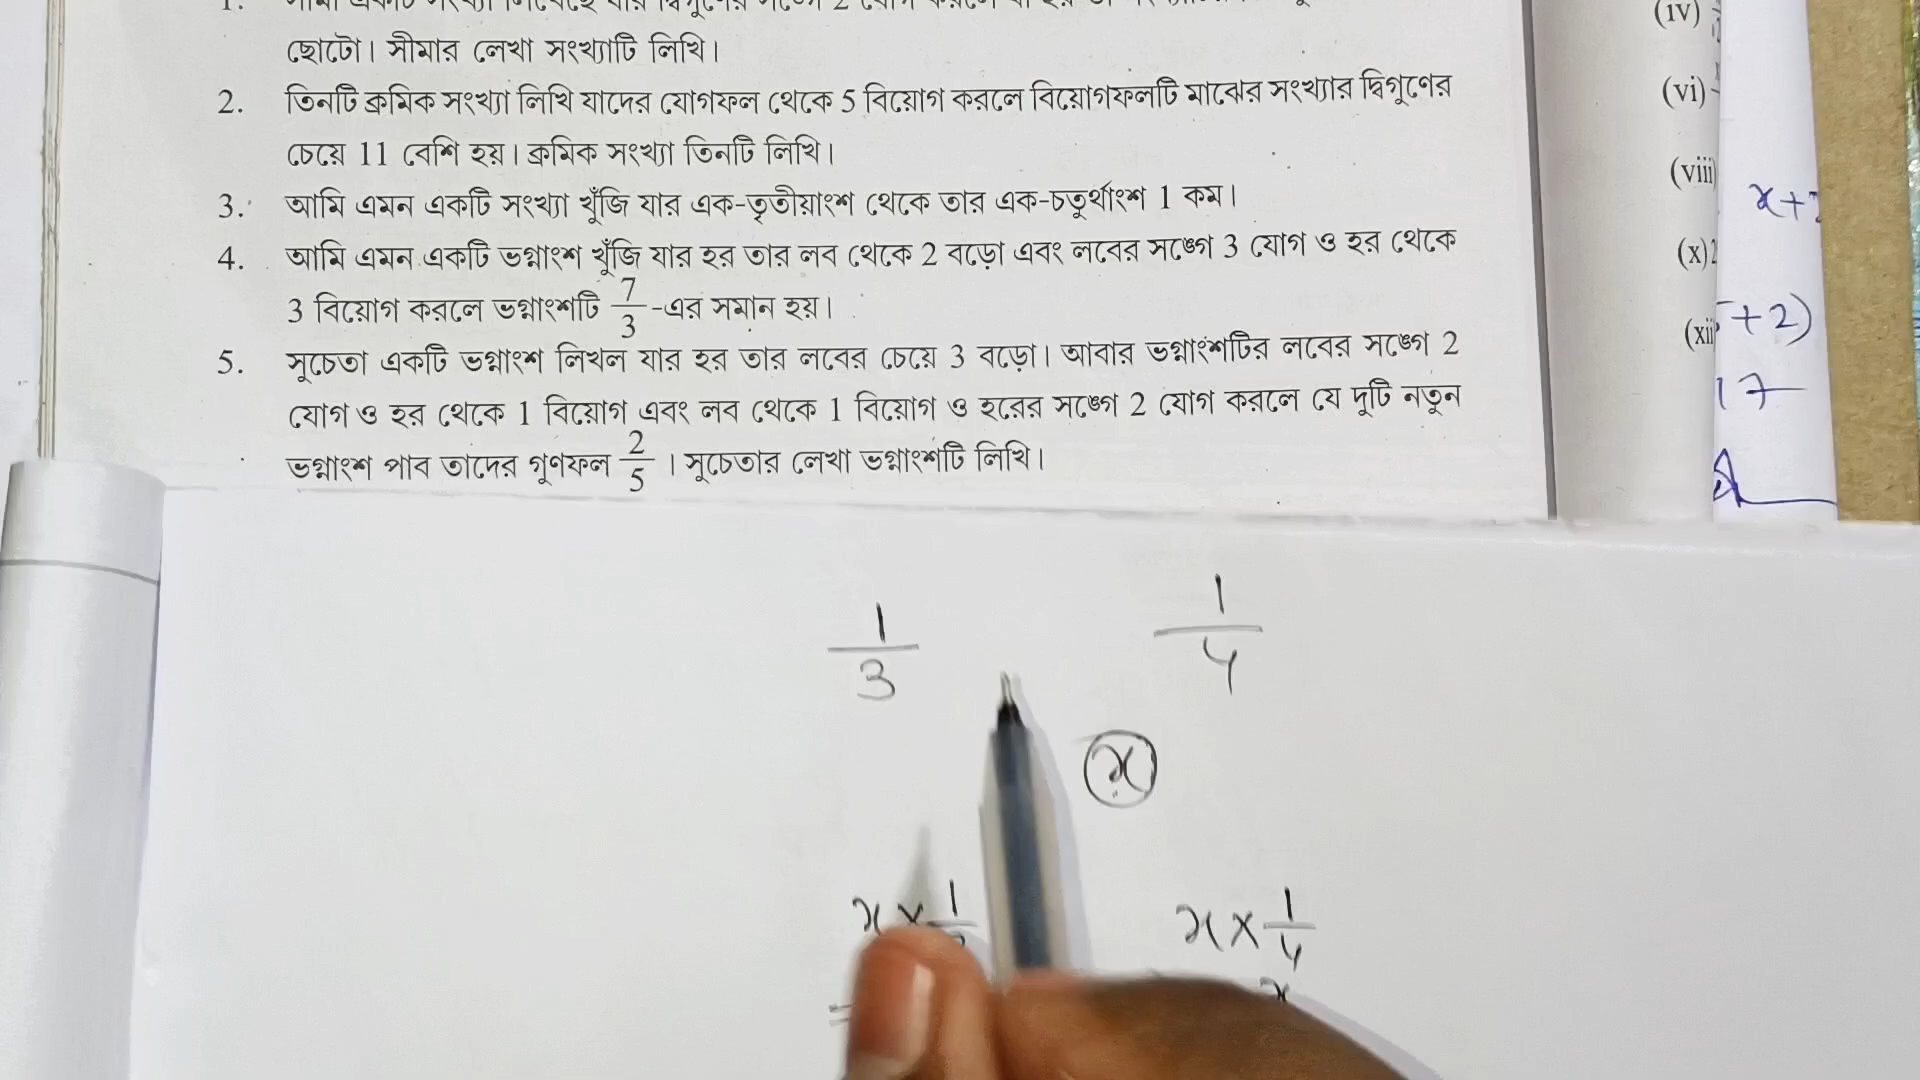 ছোটো। সীমার লেখা সংখ্যাটি লিখি।
2. তিনটি ক্রমিক সংখ্যা লিখি যাদের যোগফল থেকে 5 বিয়োগ করলে বিয়োগফলটি মাঝের সংখ্যার দ্বিগুণের
চেয়ে 11 বেশি হয়। ক্রমিক সংখ্যা তিনটি লিখি।
3. আমি এমন একটি সংখ্যা খুঁজি যার এক-তৃতীয়াংশ থেকে তার এক-চতুর্থাংশ 1 কম।
4. আমি এমন একটি ভগ্নাংশ খুঁজি যার হর তার লব থেকে 2 বড়ো এবং লবের সঙ্গে 3 যোগ ও হর থেকে
3 বিয়োগ করলে ভগ্নাংশটি 7/3 -এর সমান হয়।
5. সুচেতা একটি ভগ্নাংশ লিখল যার হর তার লবের চেয়ে 3 বড়ো। আবার ভগ্নাংশটির লবের সঙ্গে 2
যোগ ও হর থেকে 1 বিয়োগ এবং লব থেকে 1 বিয়োগ ও হরের সঙ্গে 2 যোগ করলে যে দুটি নতুন
ভগ্নাংশ পাব তাদের গুণফল 2/5 । সুচেতার লেখা ভগ্নাংশটি লিখি।
(iv)
(vi)
(viii)
(x)
(xii
x+
+2)
17
1/3 1/4
x
x × 1/ x × 1/4
= x